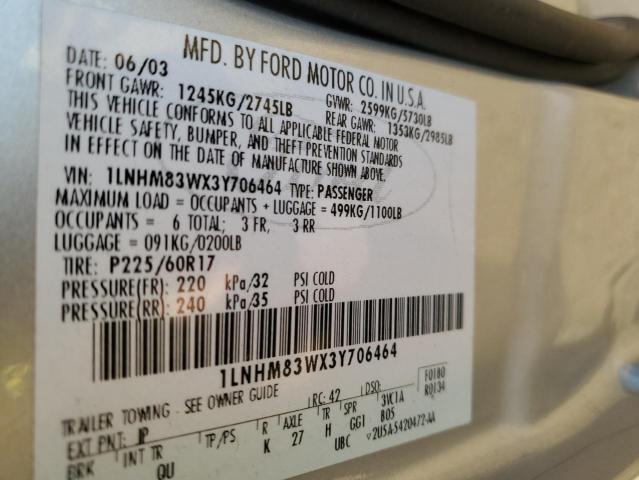 MFD. BY FORD MOTOR CO. IN U.S.A.
DATE: 06/03 GVWR: 2599KG/5730LB
FRONT GAWR: 1245KG/2745LB REAR GAWR: 1353KG/2985LB
THIS VEHICLE CONFORMS TO ALL APPLICABLE FEDERAL MOTOR
VEHICLE SAFETY, BUMPER, AND THEFT PREVENTION STANDARDS
IN EFFECT ON THE DATE OF MANUFACTURE SHOWN ABOVE.
VIN: 1LNHM83WX3Y706464 TYPE: PASSENGER
MAXIMUM LOAD = OCCUPANTS + LUGGAGE = 499KG/1100LB
OCCUPANTS = 6 TOTAL; 3 FR, 3 RR
LUGGAGE = 091KG/0200LB
TIRE: P225/60R17
PRESSURE(FR): 220 kPa/32 PSI COLD
PRESSURE(RR): 240 kPa/35 PSI COLD
1LNHM83WX3Y706464
F0180
R0134
TRAILER TOWING - SEE OWNER GUIDE RC: 42 DSO:
EXT PNT: JP TP/PS R AXLE TR SPR 3VK1A
BRK INT TR K 27 H GG1 B05
QU UBC ▿2U5A-5420472-AA